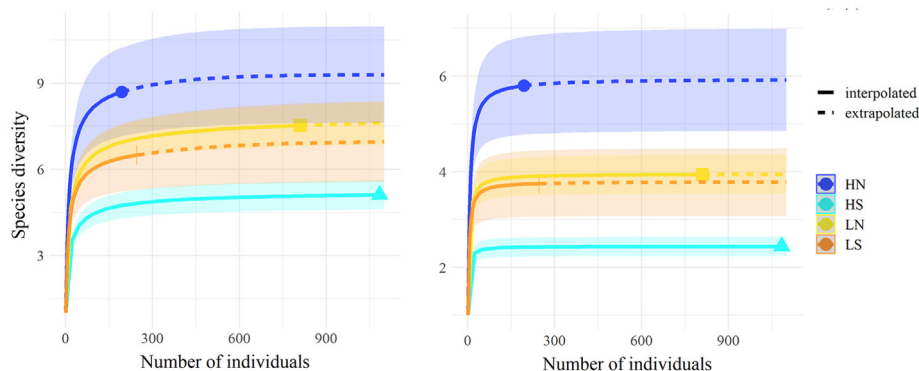 Species diversity
9
6
3
0 300 600 900
Number of individuals
6
4
2
0 300 600 900
Number of individuals
interpolated
extrapolated
HN
HS
LN
LS